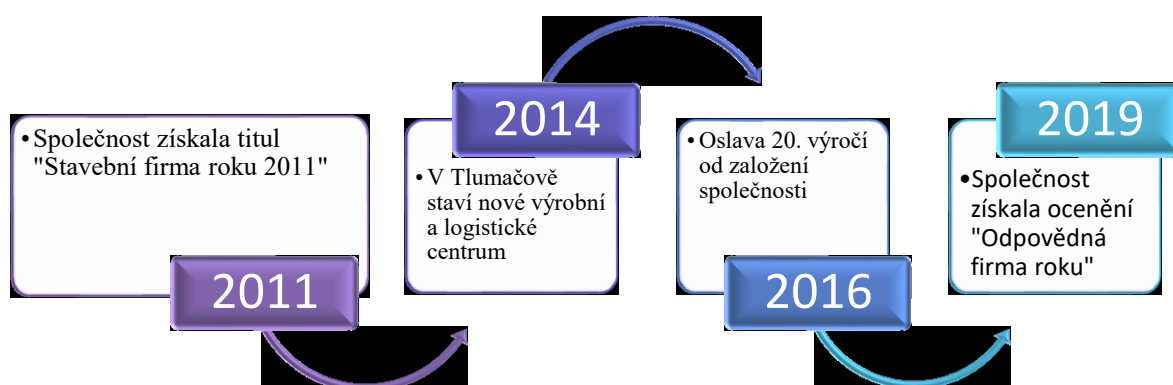 •Společnost získala titul
"Stavební firma roku 2011"
2011
2014
•V Tlumačově
staví nové výrobní
a logistické
centrum
•Oslava 20. výročí
od založení
společnosti
2016
2019
•Společnost
získala ocenění
"Odpovědná
firma roku"